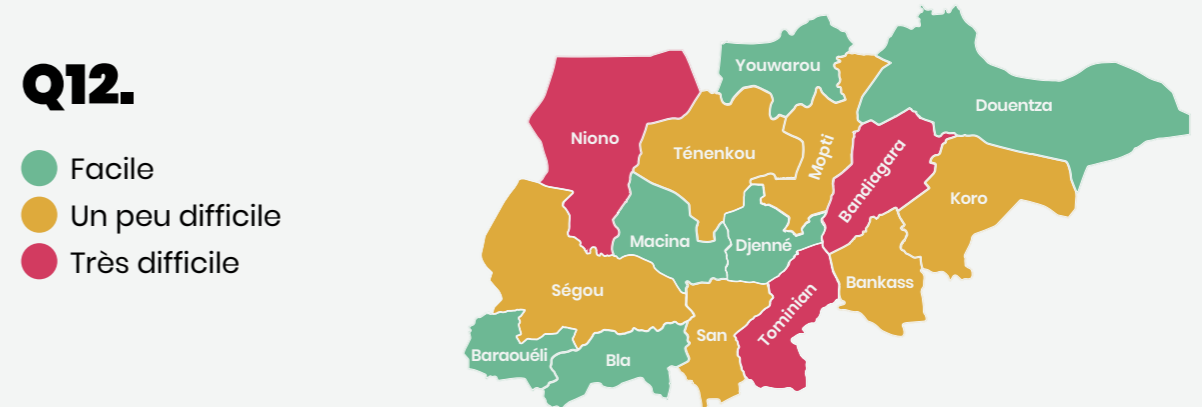 Q12.
Facile
Un peu difficile
Très difficile
Youwarou
Douentza
Niono
Ténenkou
Mopti
Bandiagara
Koro
Macina
Djenné
Bankass
Ségou
Tominian
San
Baraouéli
Bla